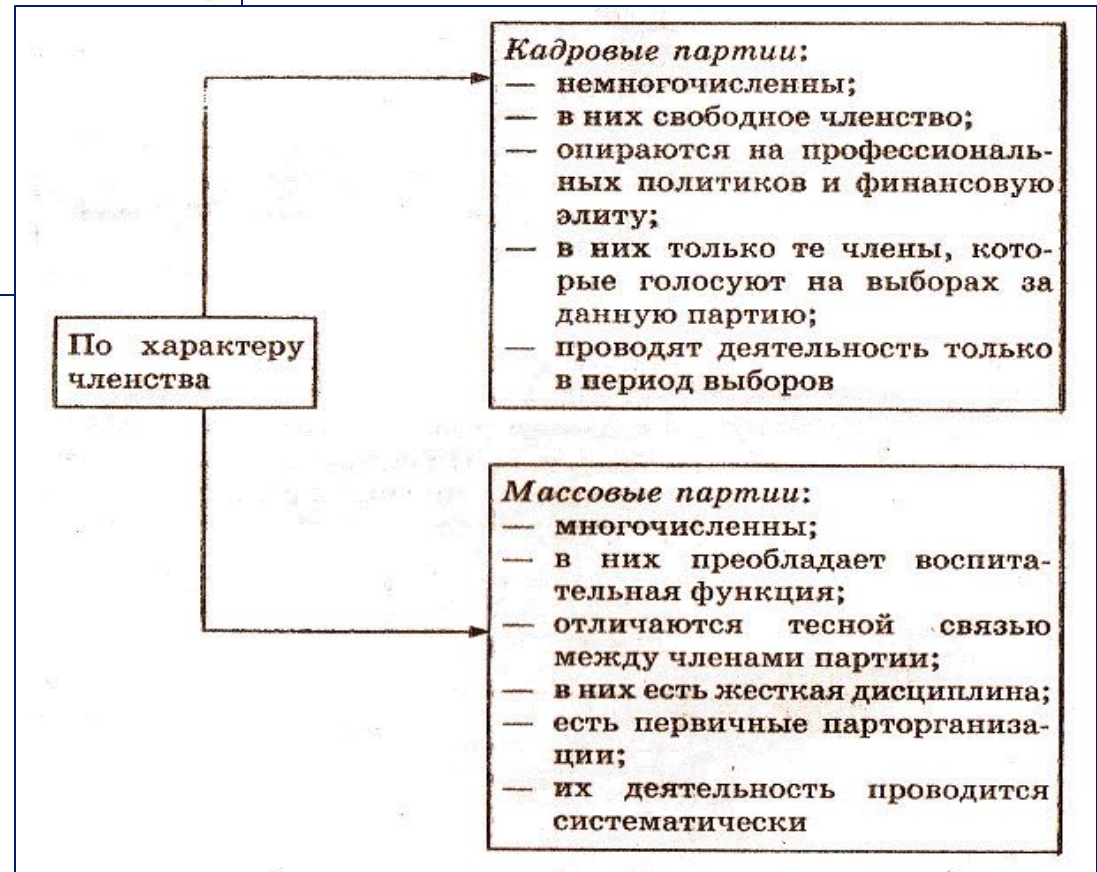 Кадровые партии:
— немногочисленны;
— в них свободное членство;
— опираются на профессиональ-
ных политиков и финансовую
элиту;
— в них только те члены, кото-
рые голосуют на выборах за
данную партию;
— проводят деятельность только
в период выборов
По характеру
членства
Массовые партии:
— многочисленны;
— в них преобладает воспита-
тельная функция;
— отличаются тесной связью
между членами партии;
— в них есть жесткая дисциплина;
— есть первичные парторганиза-
ции;
— их деятельность проводится
систематически